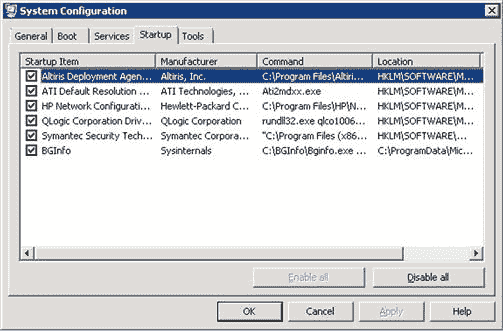 System Configuration
General Boot Services Startup Tools
Startup Item Manufacturer Command Location
Altiris Deployment Agen... Altiris, Inc. C:\Program Files\Altiri... HKLM\SOFTWARE\M...
ATI Default Resolution ... ATI Technologies, ... Ati2mdxx.exe HKLM\SOFTWARE\M...
HP Network Configurati... Hewlett-Packard C... C:\Program Files\HP\N... HKLM\SOFTWARE\M...
QLogic Corporation Driv... QLogic Corporation rundll32.exe qlco1006... HKLM\SOFTWARE\M...
Symantec Security Tech... Symantec Corpora... "C:\Program Files (x86... HKLM\SOFTWARE\M...
BGInfo Sysinternals C:\BGInfo\Bginfo.exe ... C:\ProgramData\Mic...
Enable all Disable all
OK Cancel Apply Help